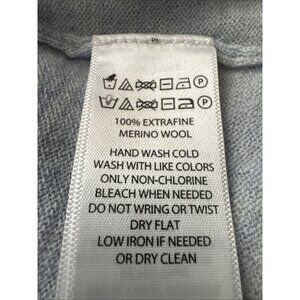 100% EXTRAFINE
MERINO WOOL
HAND WASH COLD
WASH WITH LIKE COLORS
ONLY NON-CHLORINE
BLEACH WHEN NEEDED
DO NOT WRING OR TWIST
DRY FLAT
LOW IRON IF NEEDED
OR DRY CLEAN